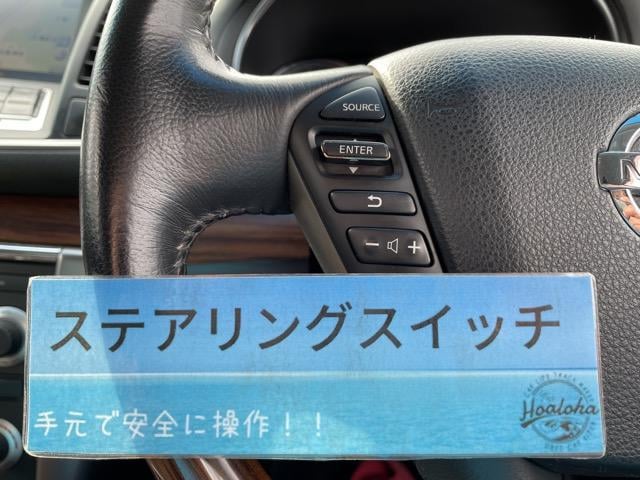 SOURCE
ENTER
ステアリングスイッチ
手元で安全に操作！！
Hoaloha